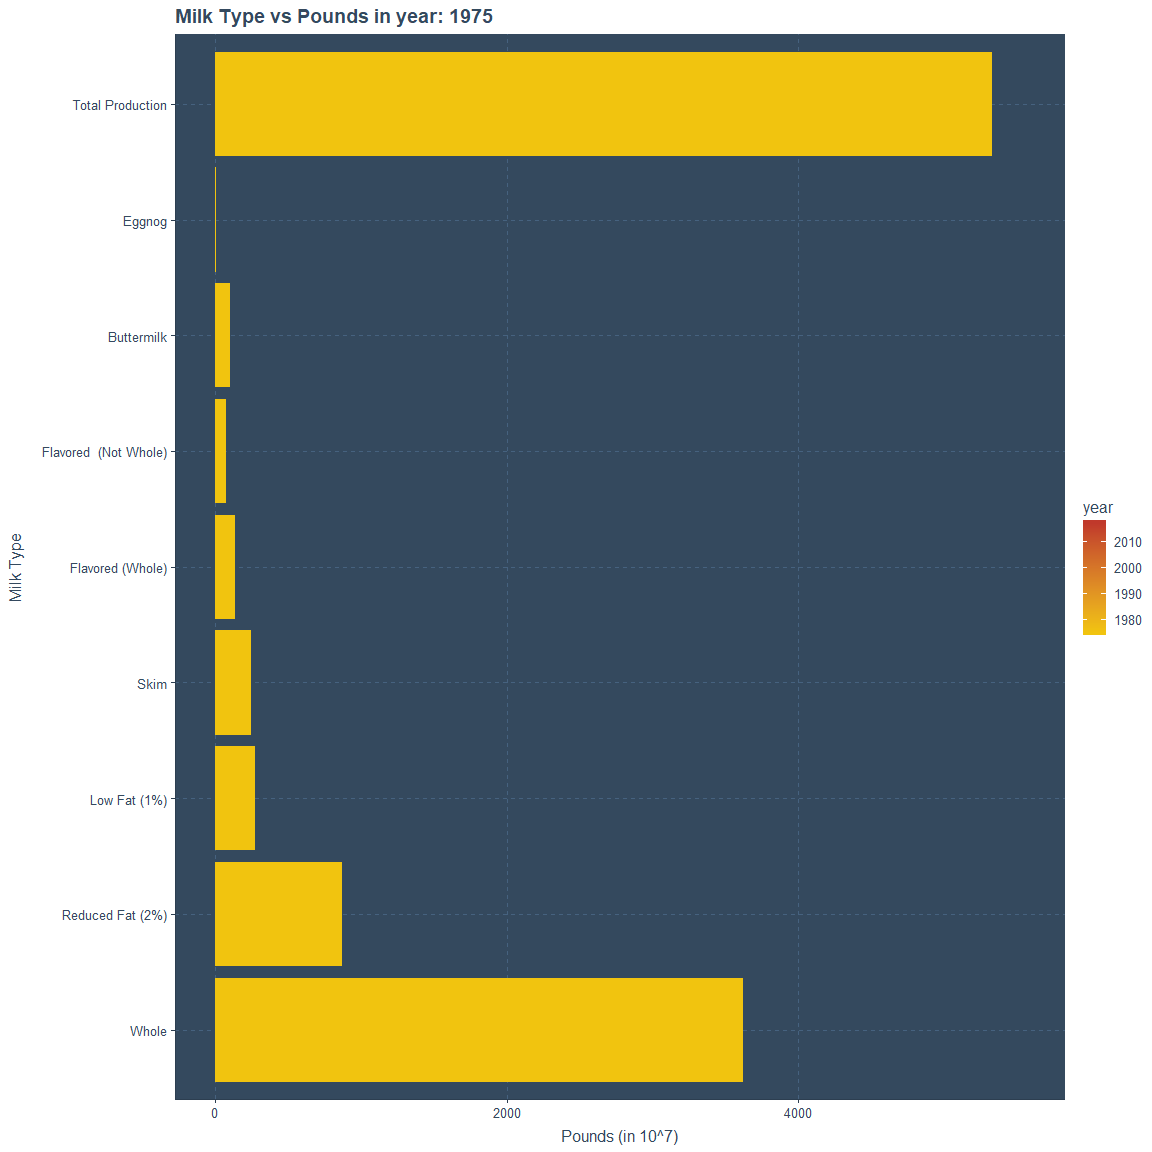 Milk Type vs Pounds in year: 1975
Total Production
Eggnog
Buttermilk
Flavored  (Not Whole)
Flavored (Whole)
Skim
Low Fat (1%)
Reduced Fat (2%)
Whole
Milk Type
0
2000
4000
Pounds (in 10^7)
year
2010
2000
1990
1980